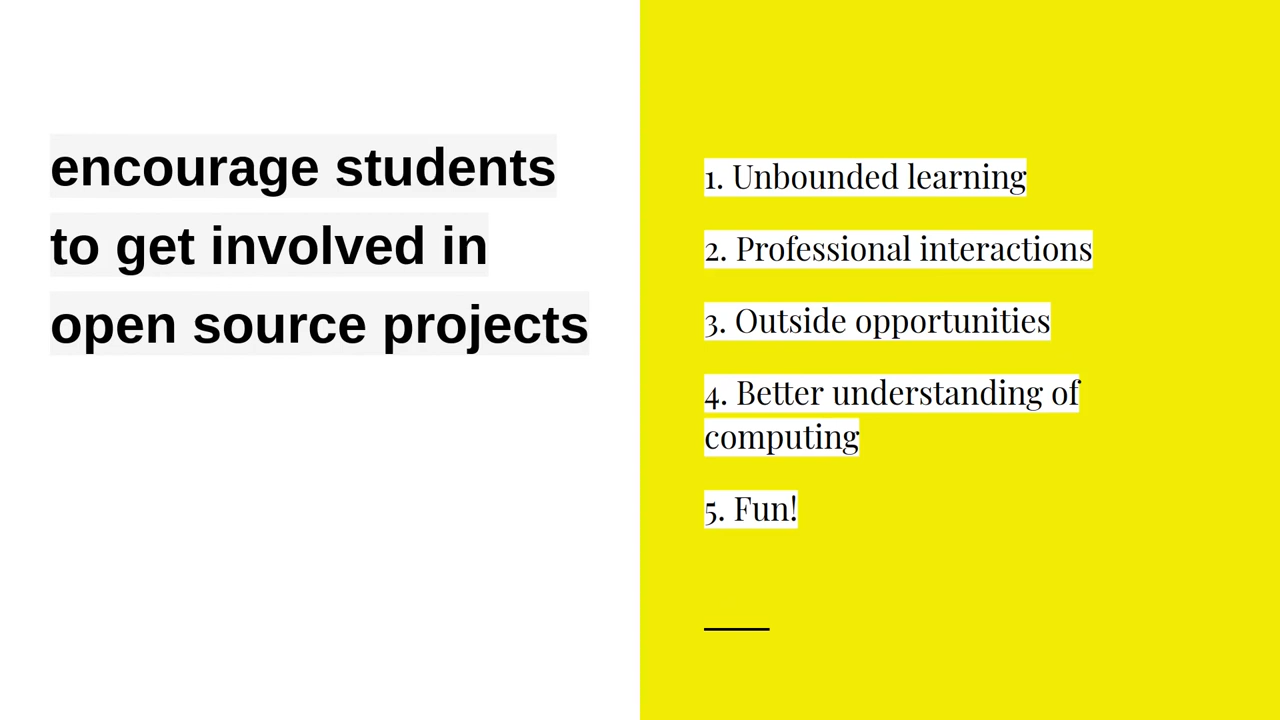 encourage students
to get involved in
open source projects
1. Unbounded learning
2. Professional interactions
3. Outside opportunities
4. Better understanding of
computing
5. Fun!